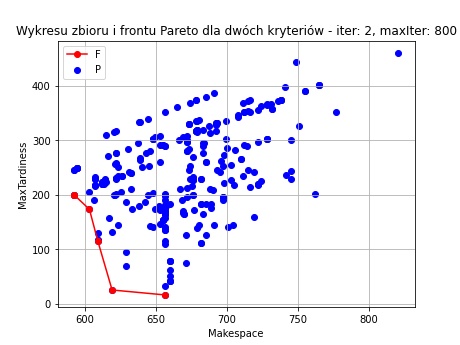 Wykresu zbioru i frontu Pareto dla dwóch kryteriów - iter: 2, maxIter: 800
F
P
400
300
200
100
0
MaxTardiness
600
650
700
750
800
Makespace